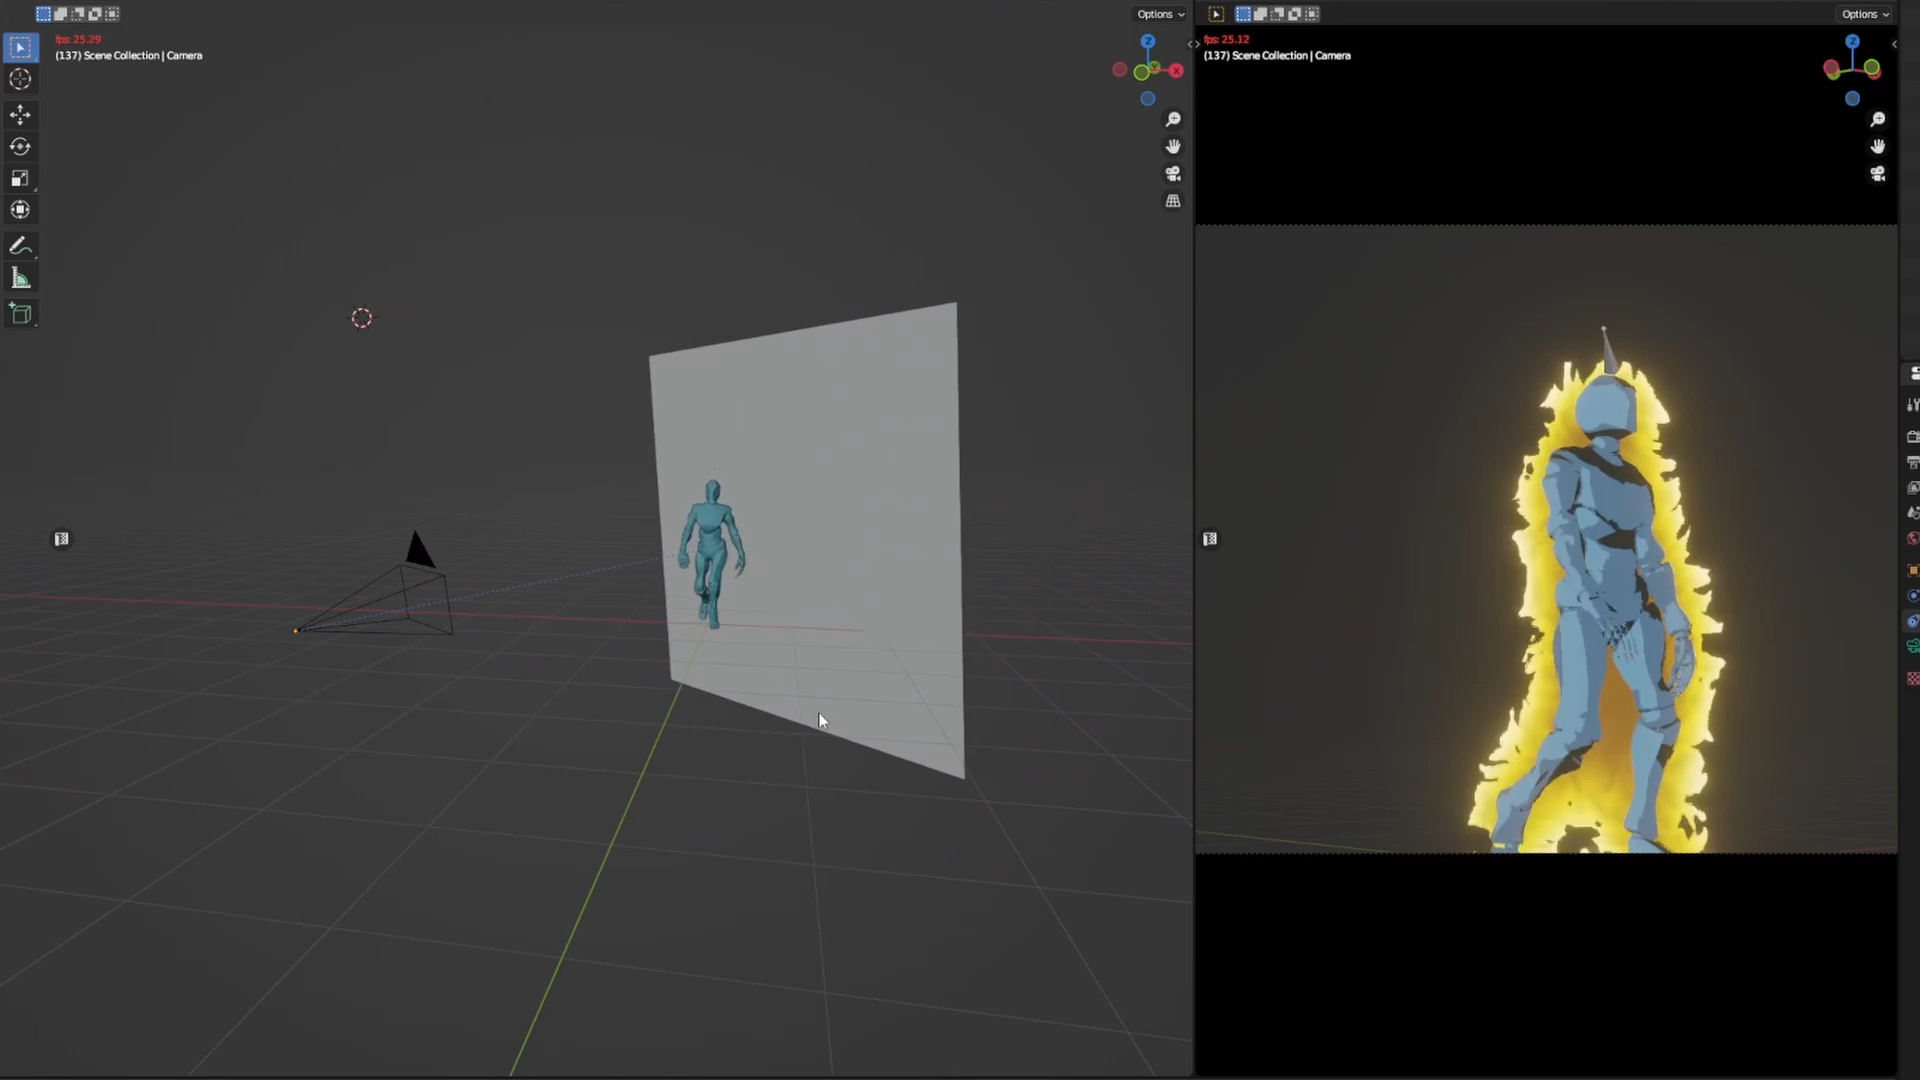 Options
fps: 25.29
(137) Scene Collection | Camera
Z
X
Y
Options
fps: 25.12
(137) Scene Collection | Camera
Z